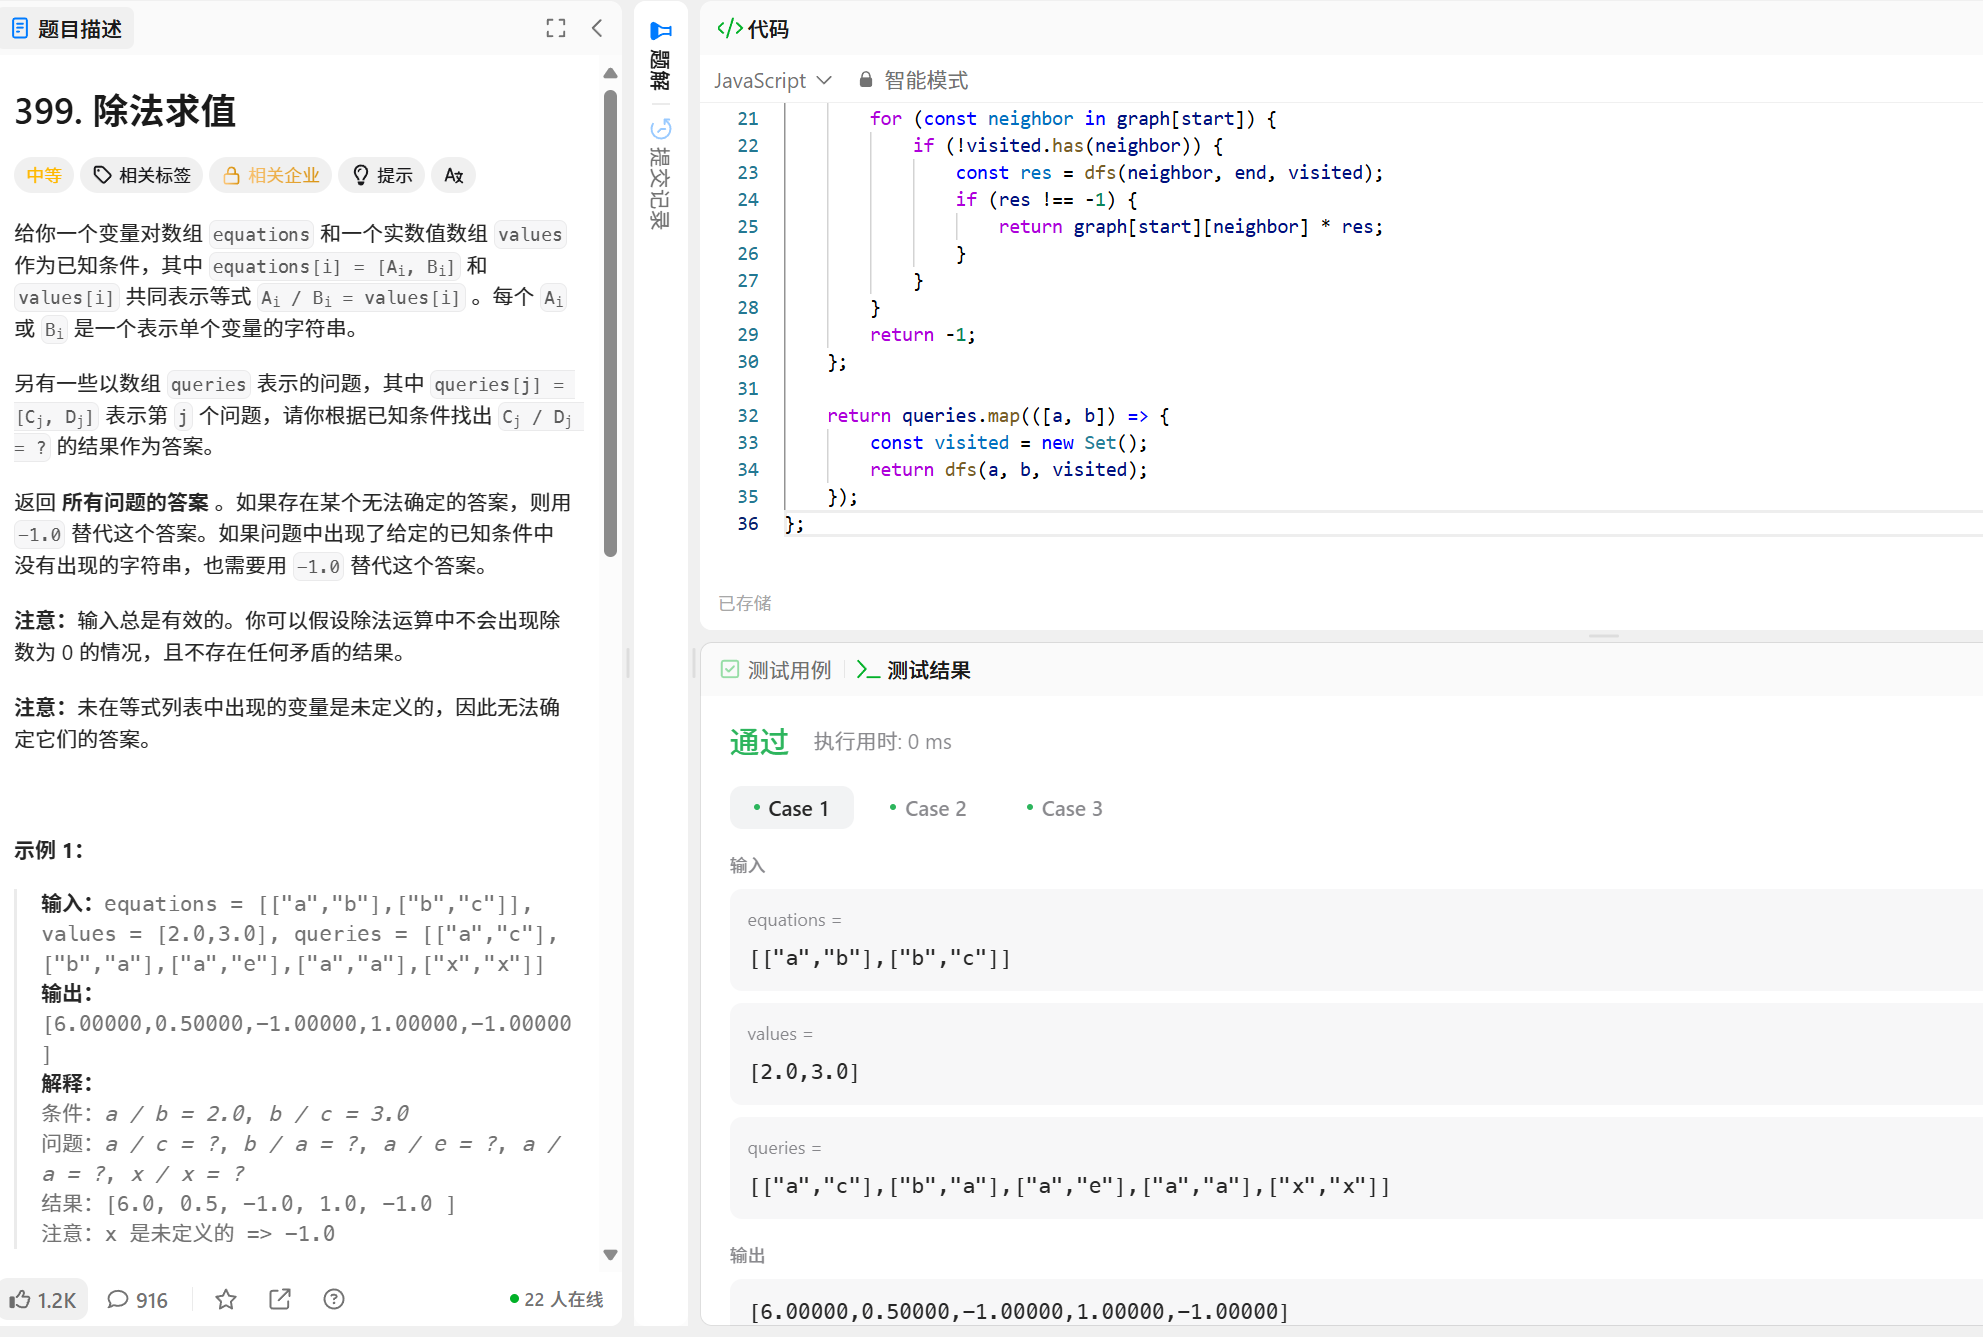 题目描述
399. 除法求值
中等 相关标签 相关企业 提示 Aа
给你一个变量对数组 equations 和一个实数值数组 values
作为已知条件，其中 equations[i] = [Ai, Bi] 和
values[i] 共同表示等式 Ai / Bi = values[i] 。每个 Ai
或 Bi 是一个表示单个变量的字符串。
另有一些以数组 queries 表示的问题，其中 queries[j] =
[Cj, Dj] 表示第 j 个问题，请你根据已知条件找出 Cj / Dj
= ? 的结果作为答案。
返回 所有问题的答案 。如果存在某个无法确定的答案，则用
-1.0 替代这个答案。如果问题中出现了给定的已知条件中
没有出现的字符串，也需要用 -1.0 替代这个答案。
注意：输入总是有效的。你可以假设除法运算中不会出现除
数为 0 的情况，且不存在任何矛盾的结果。
注意：未在等式列表中出现的变量是未定义的，因此无法确
定它们的答案。
示例 1：
输入：equations = [["a","b"],["b","c"]],
values = [2.0,3.0], queries = [["a","c"],
["b","a"],["a","e"],["a","a"],["x","x"]]
输出：
[6.00000,0.50000,-1.00000,1.00000,-1.00000
]
解释：
条件：a / b = 2.0, b / c = 3.0
问题：a / c = ?, b / a = ?, a / e = ?, a /
a = ?, x / x = ?
结果：[6.0, 0.5, -1.0, 1.0, -1.0 ]
注意：x 是未定义的 => -1.0
1.2K 916 22 人在线
题解
提交记录
</> 代码
JavaScript 智能模式
21 for (const neighbor in graph[start]) {
22 if (!visited.has(neighbor)) {
23 const res = dfs(neighbor, end, visited);
24 if (res !== -1) {
25 return graph[start][neighbor] * res;
26 }
27 }
28 }
29 return -1;
30 };
31
32 return queries.map(([a, b]) => {
33 const visited = new Set();
34 return dfs(a, b, visited);
35 });
36 };
已存储
测试用例 >_ 测试结果
通过 执行用时: 0 ms
Case 1 Case 2 Case 3
输入
equations =
[["a","b"],["b","c"]]
values =
[2.0,3.0]
queries =
[["a","c"],["b","a"],["a","e"],["a","a"],["x","x"]]
输出
[6.00000,0.50000,-1.00000,1.00000,-1.00000]